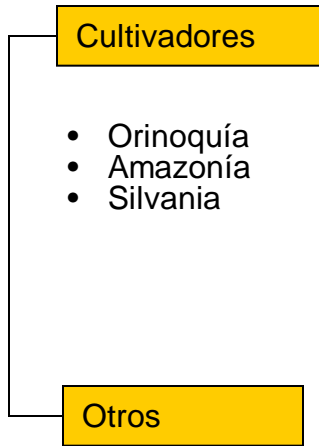 Cultivadores
• Orinoquía
• Amazonía
• Silvania
Otros